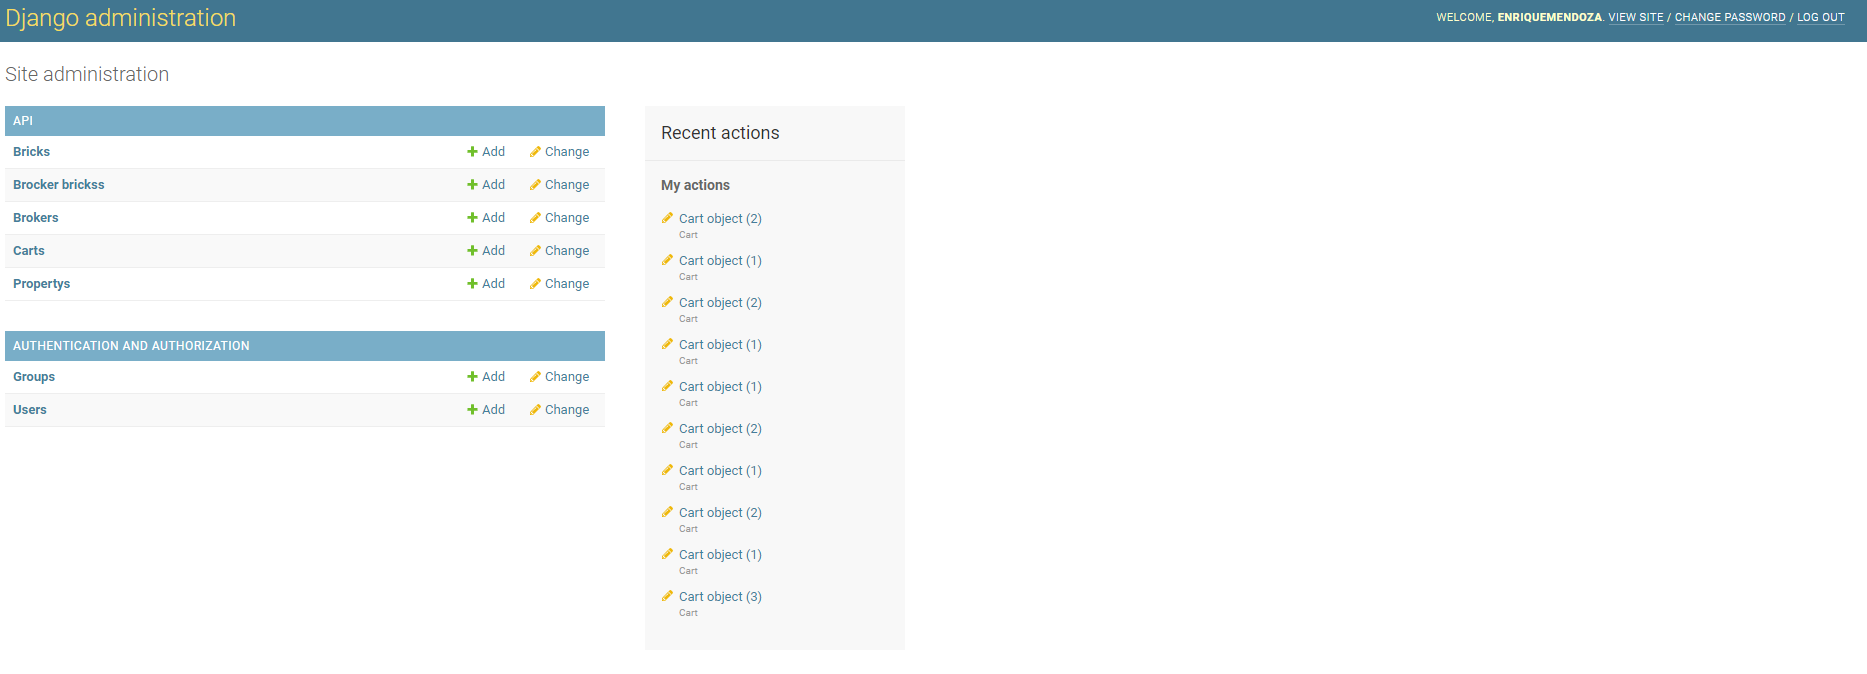 Django administration
WELCOME, ENRIQUEMENDOZA. VIEW SITE / CHANGE PASSWORD / LOG OUT
Site administration
API
Bricks Add Change
Brocker brickss Add Change
Brokers Add Change
Carts Add Change
Propertys Add Change
AUTHENTICATION AND AUTHORIZATION
Groups Add Change
Users Add Change
Recent actions
My actions
Cart object (2)
Cart
Cart object (1)
Cart
Cart object (2)
Cart
Cart object (1)
Cart
Cart object (1)
Cart
Cart object (2)
Cart
Cart object (1)
Cart
Cart object (2)
Cart
Cart object (1)
Cart
Cart object (3)
Cart